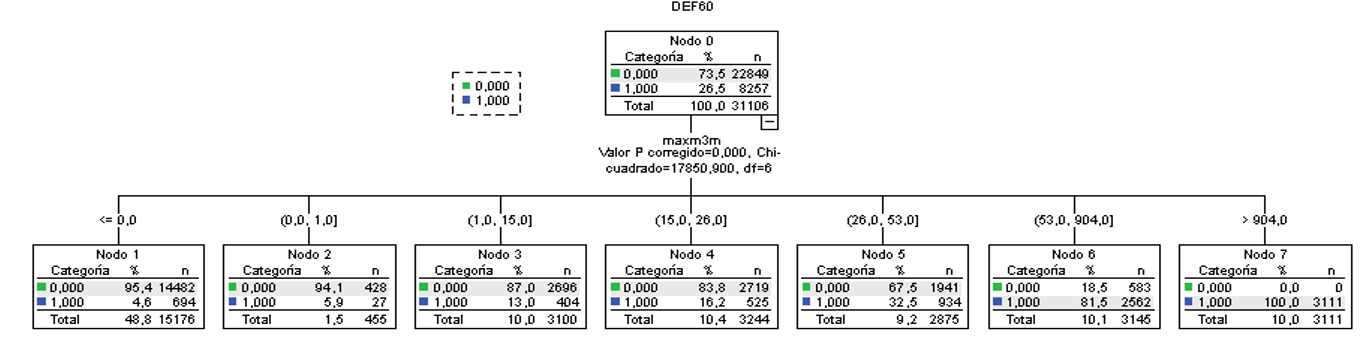 DEF60
Nodo 0
Categoría % n
0,000 73,5 22849
1,000 26,5 8257
Total 100,0 31106
0,000
1,000
maxm3m
Valor P corregido=0,000, Chi-
cuadrado=17850,900, df=6
<= 0,0
(0,0, 1,0]
(1,0, 15,0]
(15,0, 26,0]
(26,0, 53,0]
(53,0, 904,0]
> 904,0
Nodo 1
Categoría % n
0,000 95,4 14482
1,000 4,6 694
Total 48,8 15176
Nodo 2
Categoría % n
0,000 94,1 428
1,000 5,9 27
Total 1,5 455
Nodo 3
Categoría % n
0,000 87,0 2696
1,000 13,0 404
Total 10,0 3100
Nodo 4
Categoría % n
0,000 83,8 2719
1,000 16,2 525
Total 10,4 3244
Nodo 5
Categoría % n
0,000 67,5 1941
1,000 32,5 934
Total 9,2 2875
Nodo 6
Categoría % n
0,000 18,5 583
1,000 81,5 2562
Total 10,1 3145
Nodo 7
Categoría % n
0,000 0,0 0
1,000 100,0 3111
Total 10,0 3111